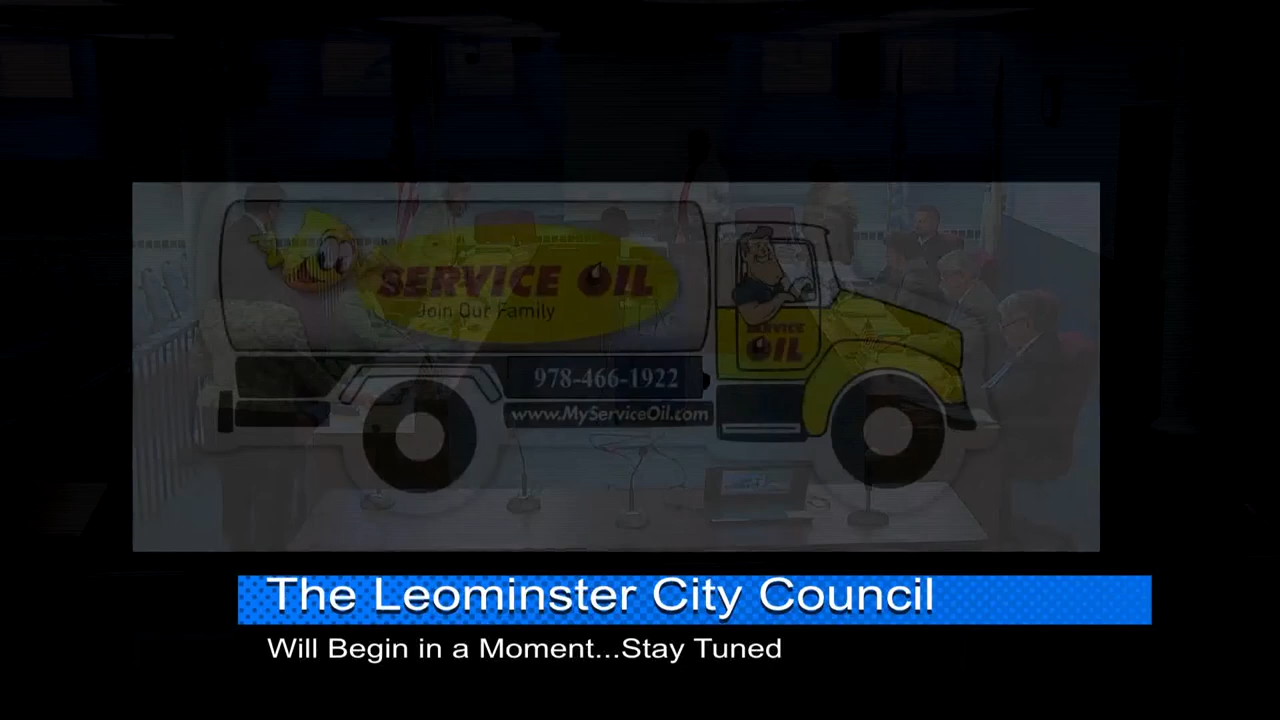 SERVICE OIL
Join Our Family
SERVICE
OIL
978-466-1922
www.MyServiceOil.com
The Leominster City Council
Will Begin in a Moment...Stay Tuned